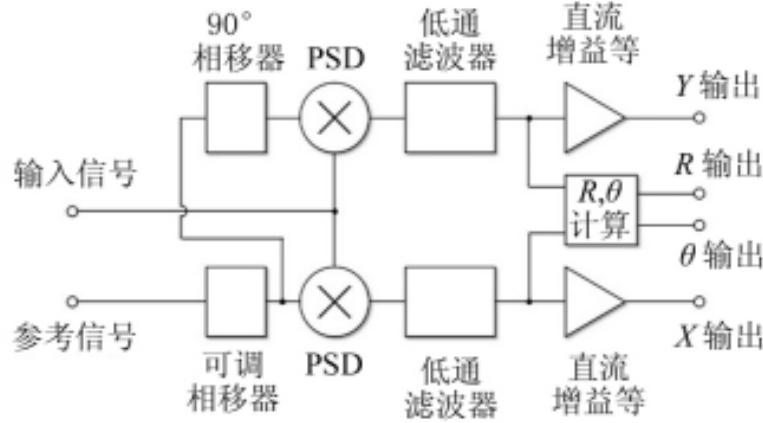 90°
相移器
PSD
低通
滤波器
直流
增益等
Y 输出
输入信号
R 输出
R,θ
计算
θ 输出
参考信号
X 输出
可调
相移器
PSD
低通
滤波器
直流
增益等